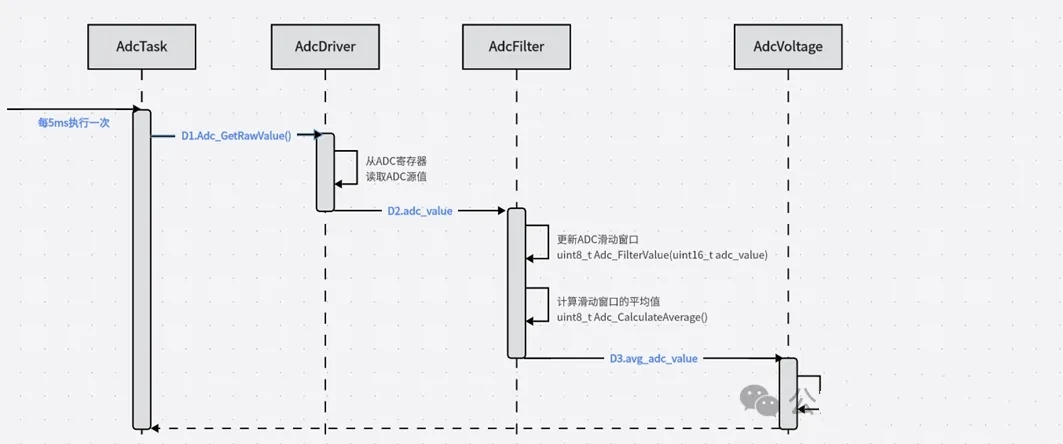 AdcTask
AdcDriver
AdcFilter
AdcVoltage
每5ms执行一次
D1.Adc_GetRawValue()
从ADC寄存器
读取ADC源值
D2.adc_value
更新ADC滑动窗口
uint8_t Adc_FilterValue(uint16_t adc_value)
计算滑动窗口的平均值
uint8_t Adc_CalculateAverage()
D3.avg_adc_value
公